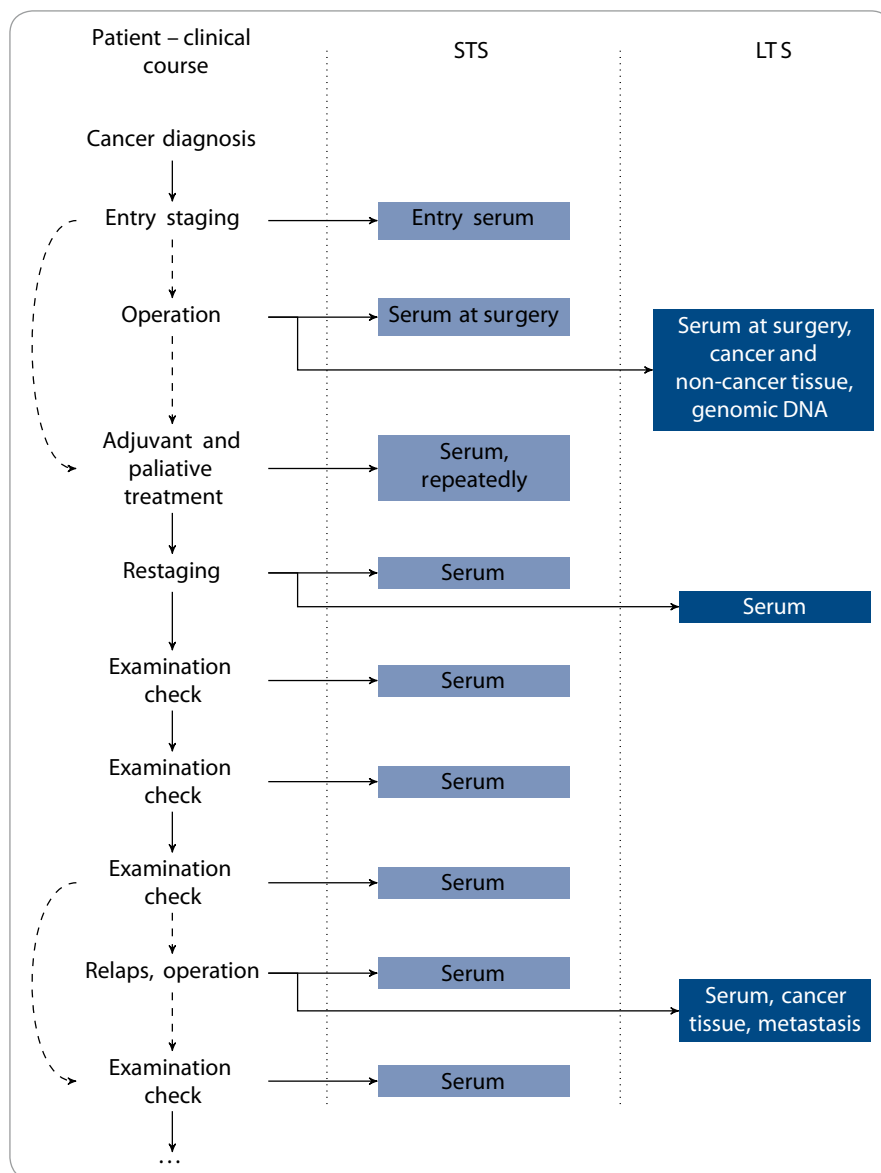 Patient – clinical
course
STS
LT S
Cancer diagnosis
Entry staging
Entry serum
Operation
Serum at surgery
Serum at surgery,
cancer and
non-cancer tissue,
genomic DNA
Adjuvant and
paliative
treatment
Serum,
repeatedly
Restaging
Serum
Serum
Examination
check
Serum
Examination
check
Serum
Examination
check
Serum
Relaps, operation
Serum
Serum, cancer
tissue, metastasis
Examination
check
Serum
...